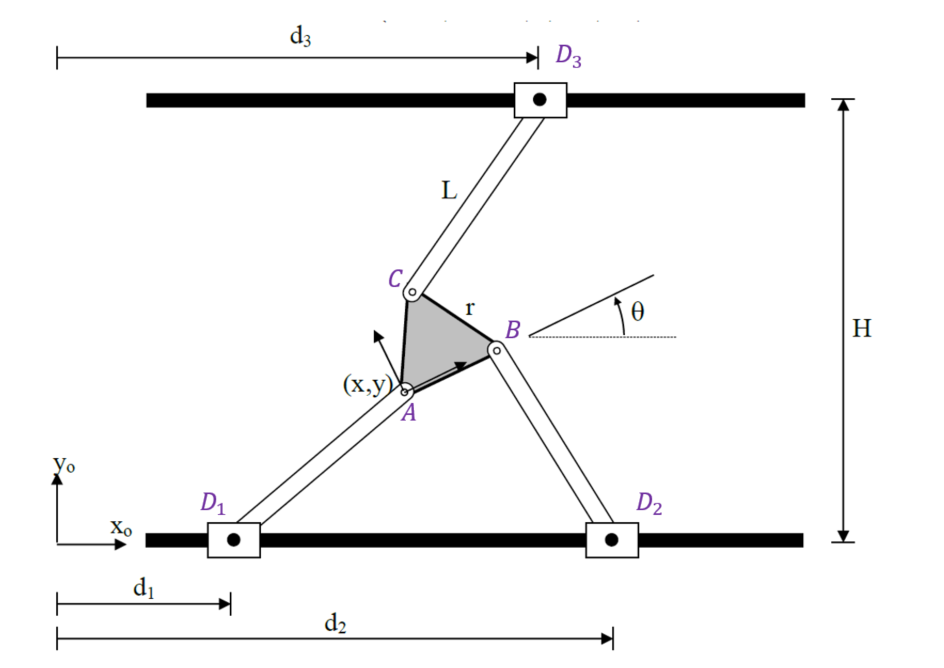 d₃
D₃
L
C
r
B
θ
H
(x,y)
A
yₒ
D₁
D₂
xₒ
d₁
d₂